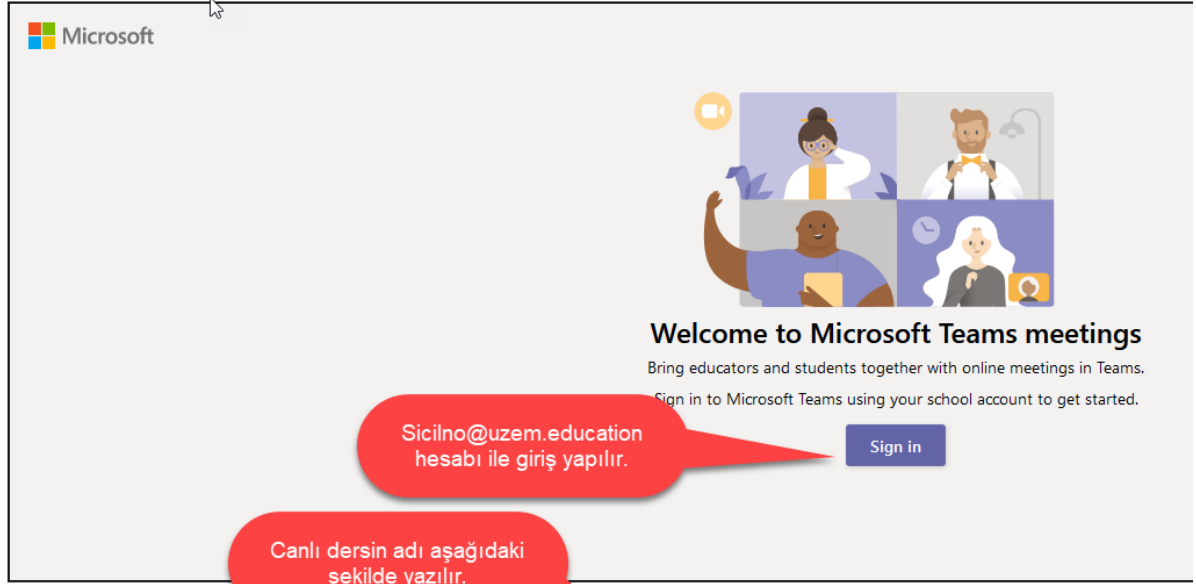 Microsoft
Welcome to Microsoft Teams meetings
Bring educators and students together with online meetings in Teams.
Sign in to Microsoft Teams using your school account to get started.
Sicilno@uzem.education
hesabı ile giriş yapılır.
Sign in
Canlı dersin adı aşağıdaki
şekilde yazılır.